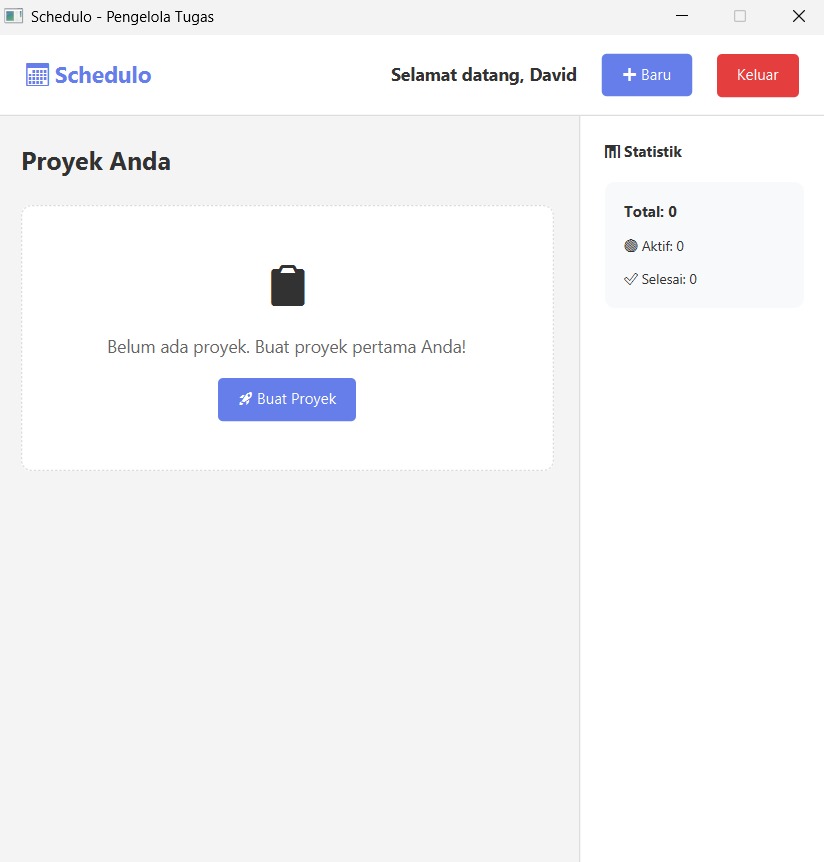 Schedulo - Pengelola Tugas
Schedulo
Selamat datang, David
Baru
Keluar
Proyek Anda
Belum ada proyek. Buat proyek pertama Anda!
Buat Proyek
Statistik
Total: 0
Aktif: 0
Selesai: 0